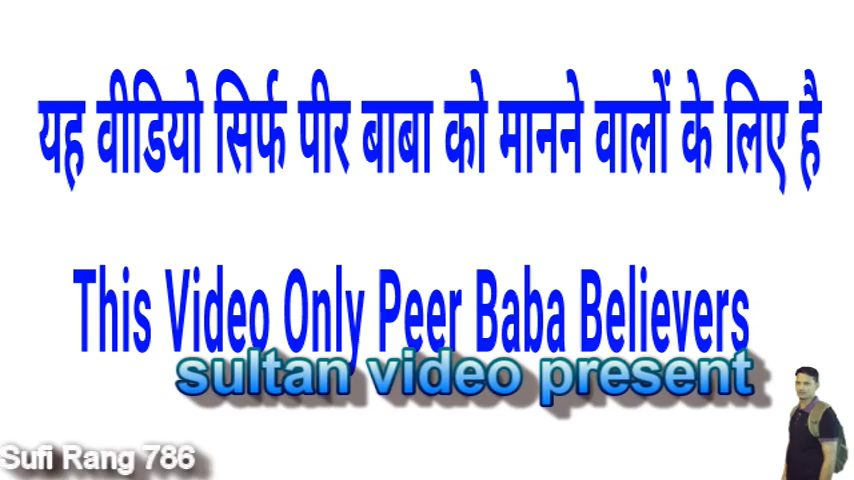 यह वीडियो सिर्फ पीर बाबा को मानने वालों के लिए है
This Video Only Peer Baba Believers
sultan video present
Sufi Rang 786